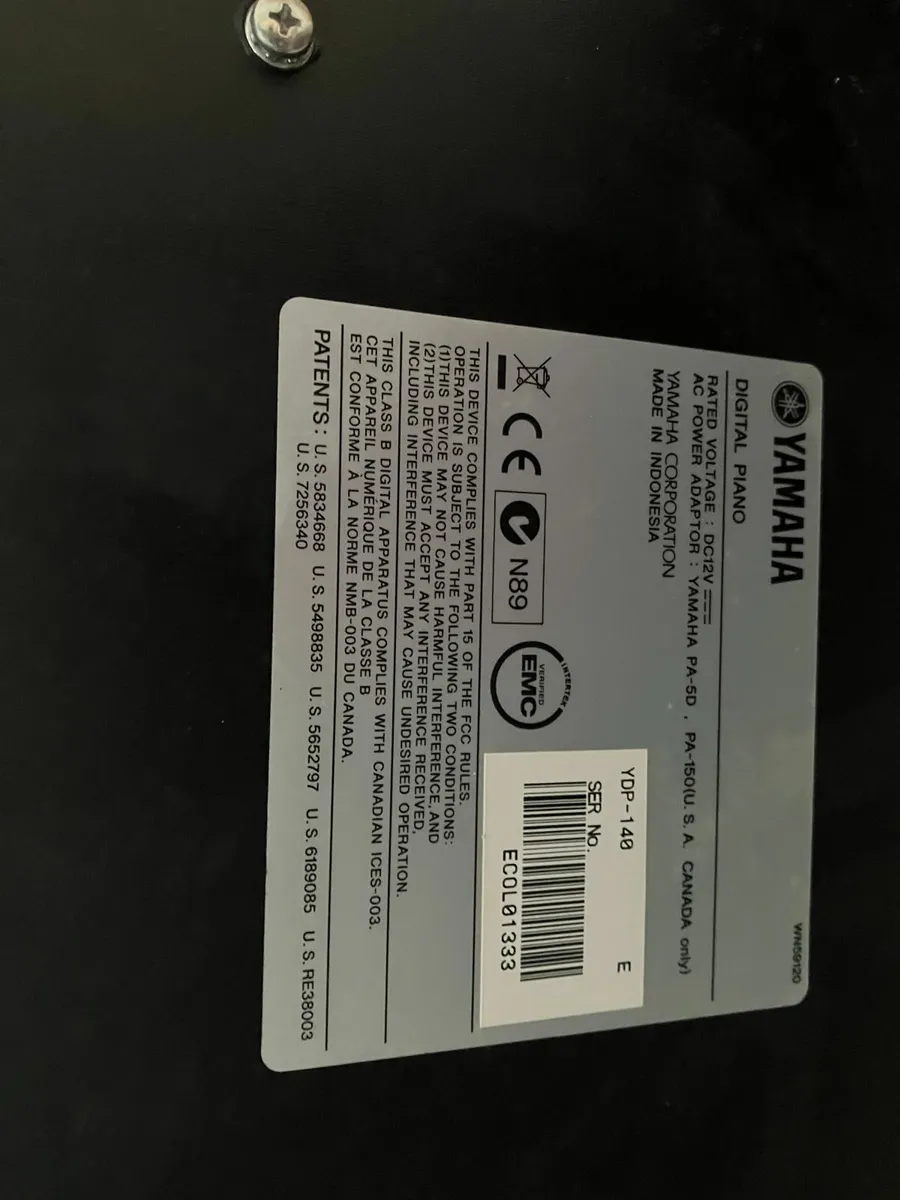 YAMAHA
WN59120
DIGITAL PIANO
RATED VOLTAGE : DC12V ⎓
AC POWER ADAPTOR : YAMAHA PA-5D , PA-150(U. S. A. CANADA only)
YAMAHA CORPORATION
MADE IN INDONESIA
CE
N89
INTERTEK
VERIFIED
EMC
YDP-140 E
SER No.
ECOL01333
THIS DEVICE COMPLIES WITH PART 15 OF THE FCC RULES.
OPERATION IS SUBJECT TO THE FOLLOWING TWO CONDITIONS:
(1)THIS DEVICE MAY NOT CAUSE HARMFUL INTERFERENCE, AND
(2)THIS DEVICE MUST ACCEPT ANY INTERFERENCE RECEIVED,
INCLUDING INTERFERENCE THAT MAY CAUSE UNDESIRED OPERATION.
THIS CLASS B DIGITAL APPARATUS COMPLIES WITH CANADIAN ICES-003.
CET APPAREIL NUMÉRIQUE DE LA CLASSE B
EST CONFORME À LA NORME NMB-003 DU CANADA.
PATENTS : U. S. 5834668 U. S. 5498835 U. S. 5652797 U. S. 6189085 U. S. RE38003
U. S. 7256340